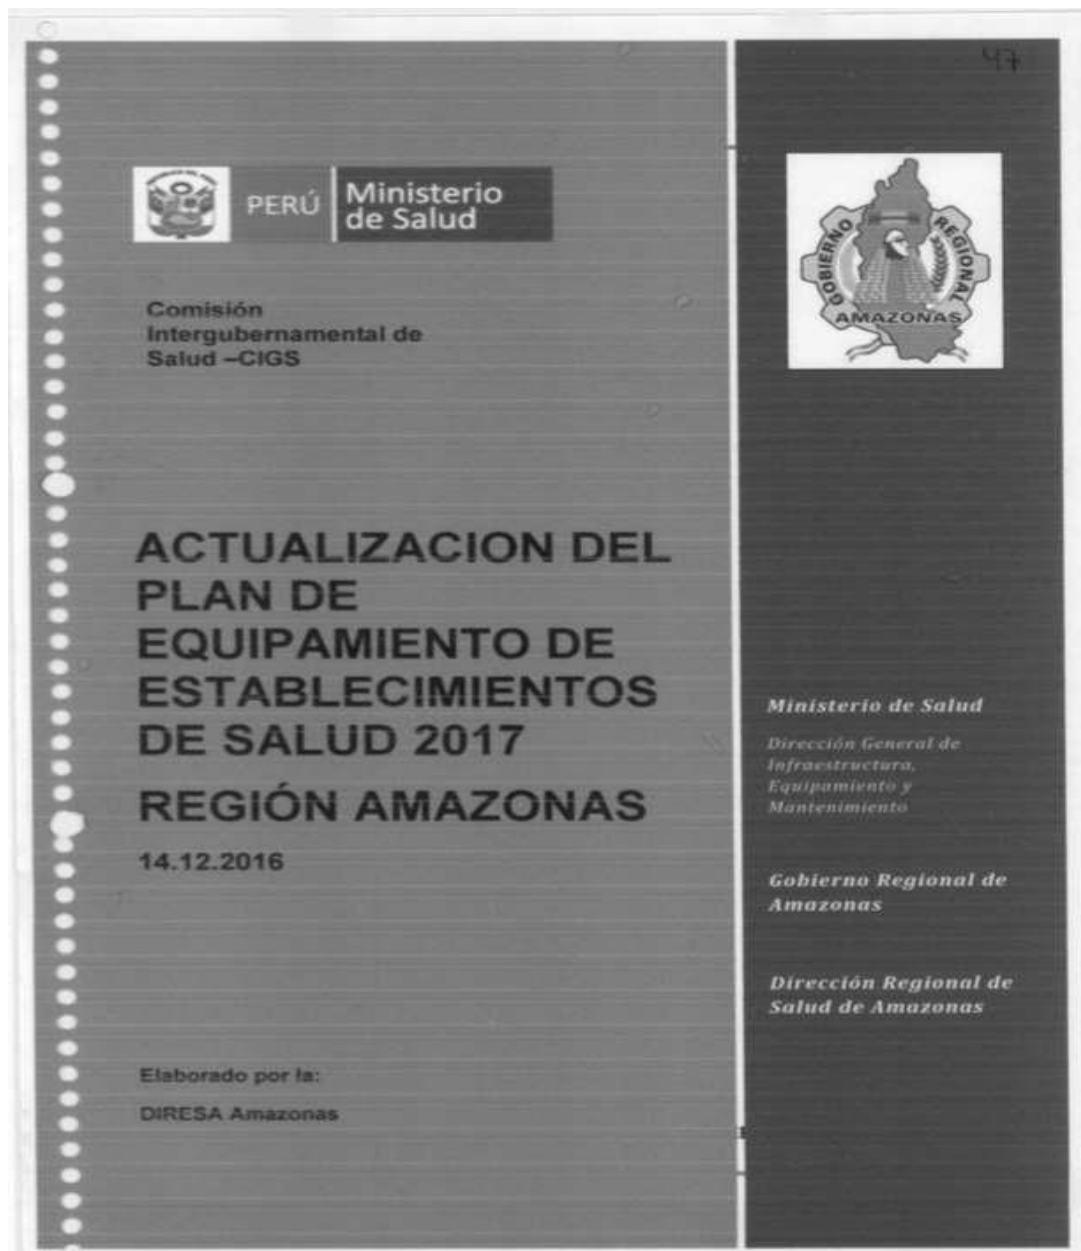 47
PERÚ
Ministerio
de Salud
GOBIERNO REGIONAL
AMAZONAS
Comisión
Intergubernamental de
Salud –CIGS
ACTUALIZACION DEL
PLAN DE
EQUIPAMIENTO DE
ESTABLECIMIENTOS
DE SALUD 2017
REGIÓN AMAZONAS
14.12.2016
Elaborado por la:
DIRESA Amazonas
Ministerio de Salud
Dirección General de
Infraestructura,
Equipamiento y
Mantenimiento
Gobierno Regional de
Amazonas
Dirección Regional de
Salud de Amazonas